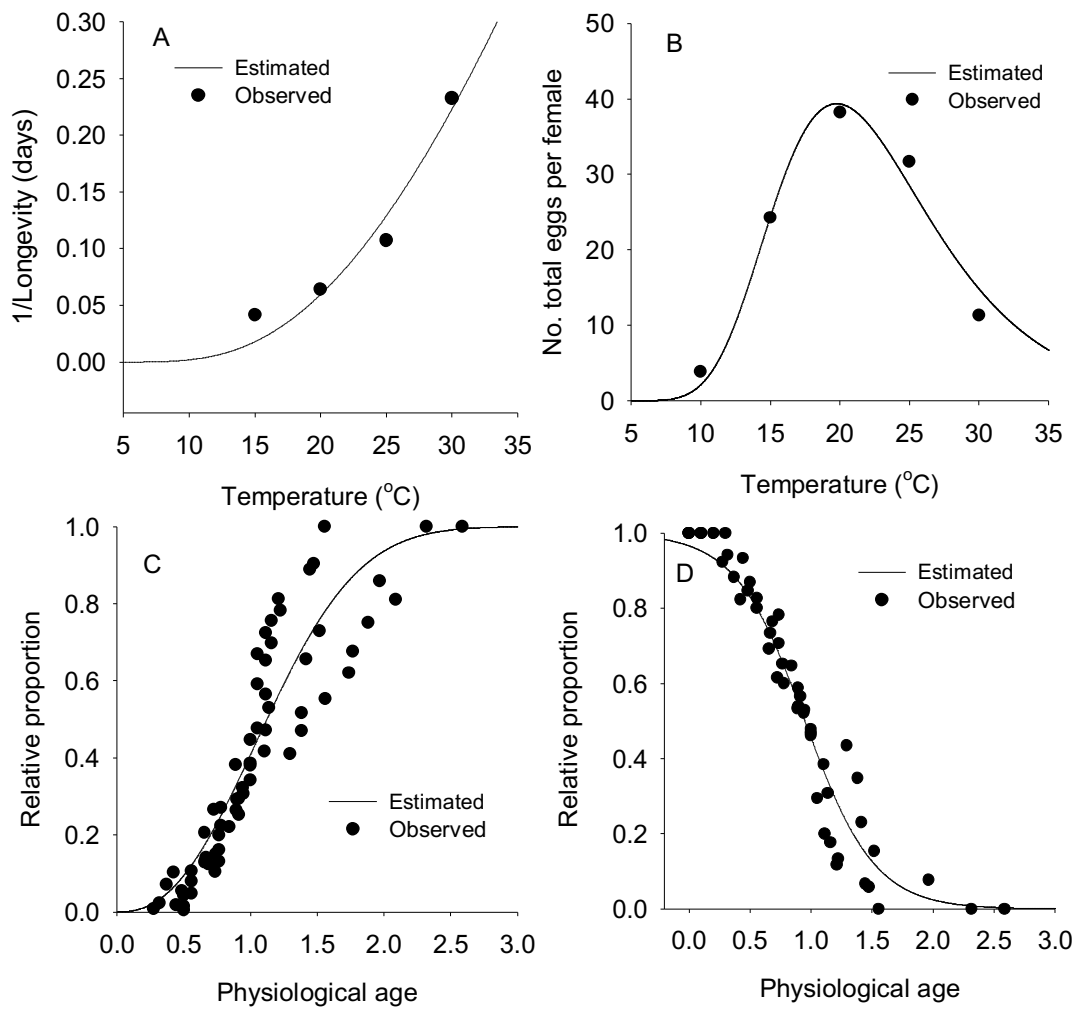 A
Estimated
Observed
1/Longevity (days)
0.30
0.25
0.20
0.15
0.10
0.05
0.00
5 10 15 20 25 30 35
Temperature (°C)
B
Estimated
Observed
No. total eggs per female
50
40
30
20
10
0
5 10 15 20 25 30 35
Temperature (°C)
C
Estimated
Observed
Relative proportion
1.0
0.8
0.6
0.4
0.2
0.0
0.0 0.5 1.0 1.5 2.0 2.5 3.0
Physiological age
D
Estimated
Observed
Relative proportion
1.0
0.8
0.6
0.4
0.2
0.0
0.0 0.5 1.0 1.5 2.0 2.5 3.0
Physiological age